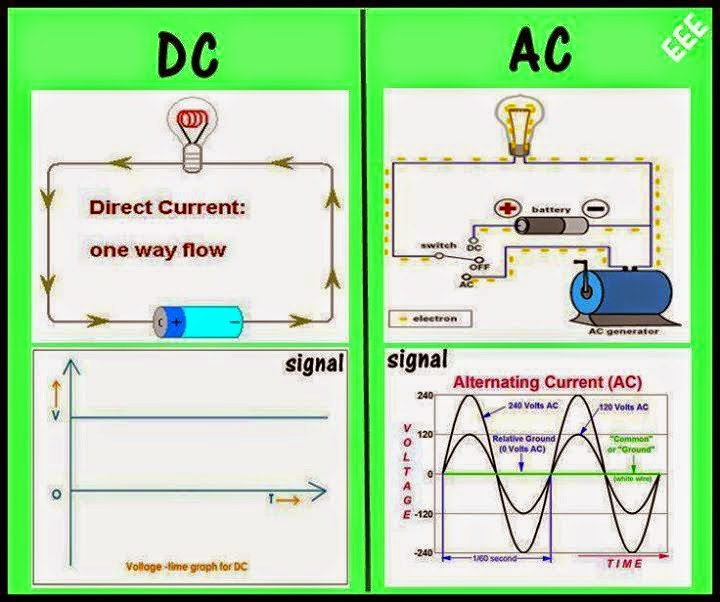 DC
AC
EEE
Direct Current:
one way flow
c + –
+ battery –
switch
DC
OFF
AC
– electron
AC generator
signal
V
O
T
Voltage -time graph for DC
signal
Alternating Current (AC)
240
120
0
-120
-240
VOLTAGE
240 Volts AC
120 Volts AC
Relative Ground
(0 Volts AC)
"Common"
or "Ground"
(white wire)
1/60 second
TIME